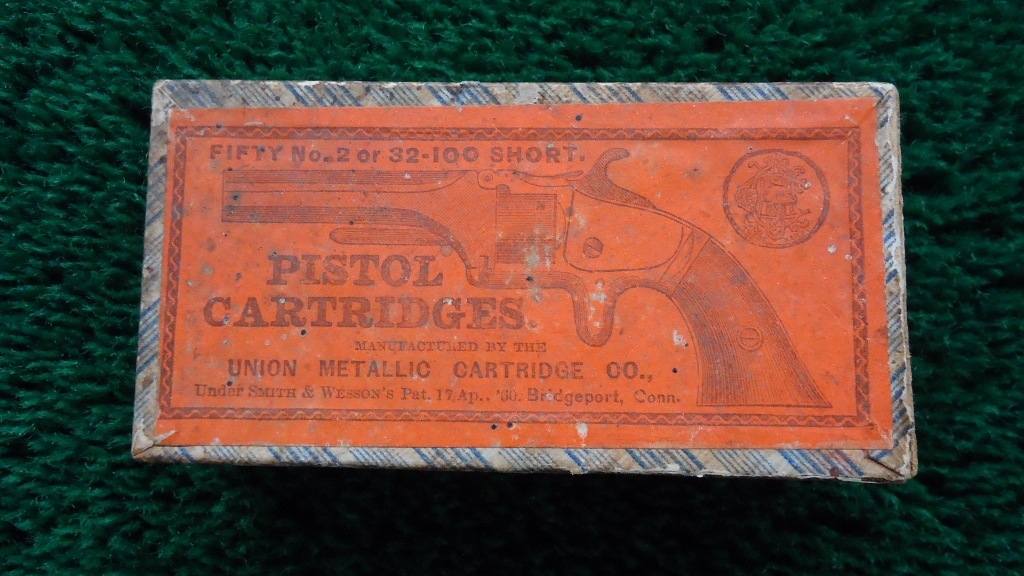 FIFTY No. 2 or 32-100 SHORT.
PISTOL
CARTRIDGES.
MANUFACTURED BY THE
UNION METALLIC CARTRIDGE CO.,
Under SMITH & WESSON'S Pat. 17 Ap., '60. Bridgeport, Conn.